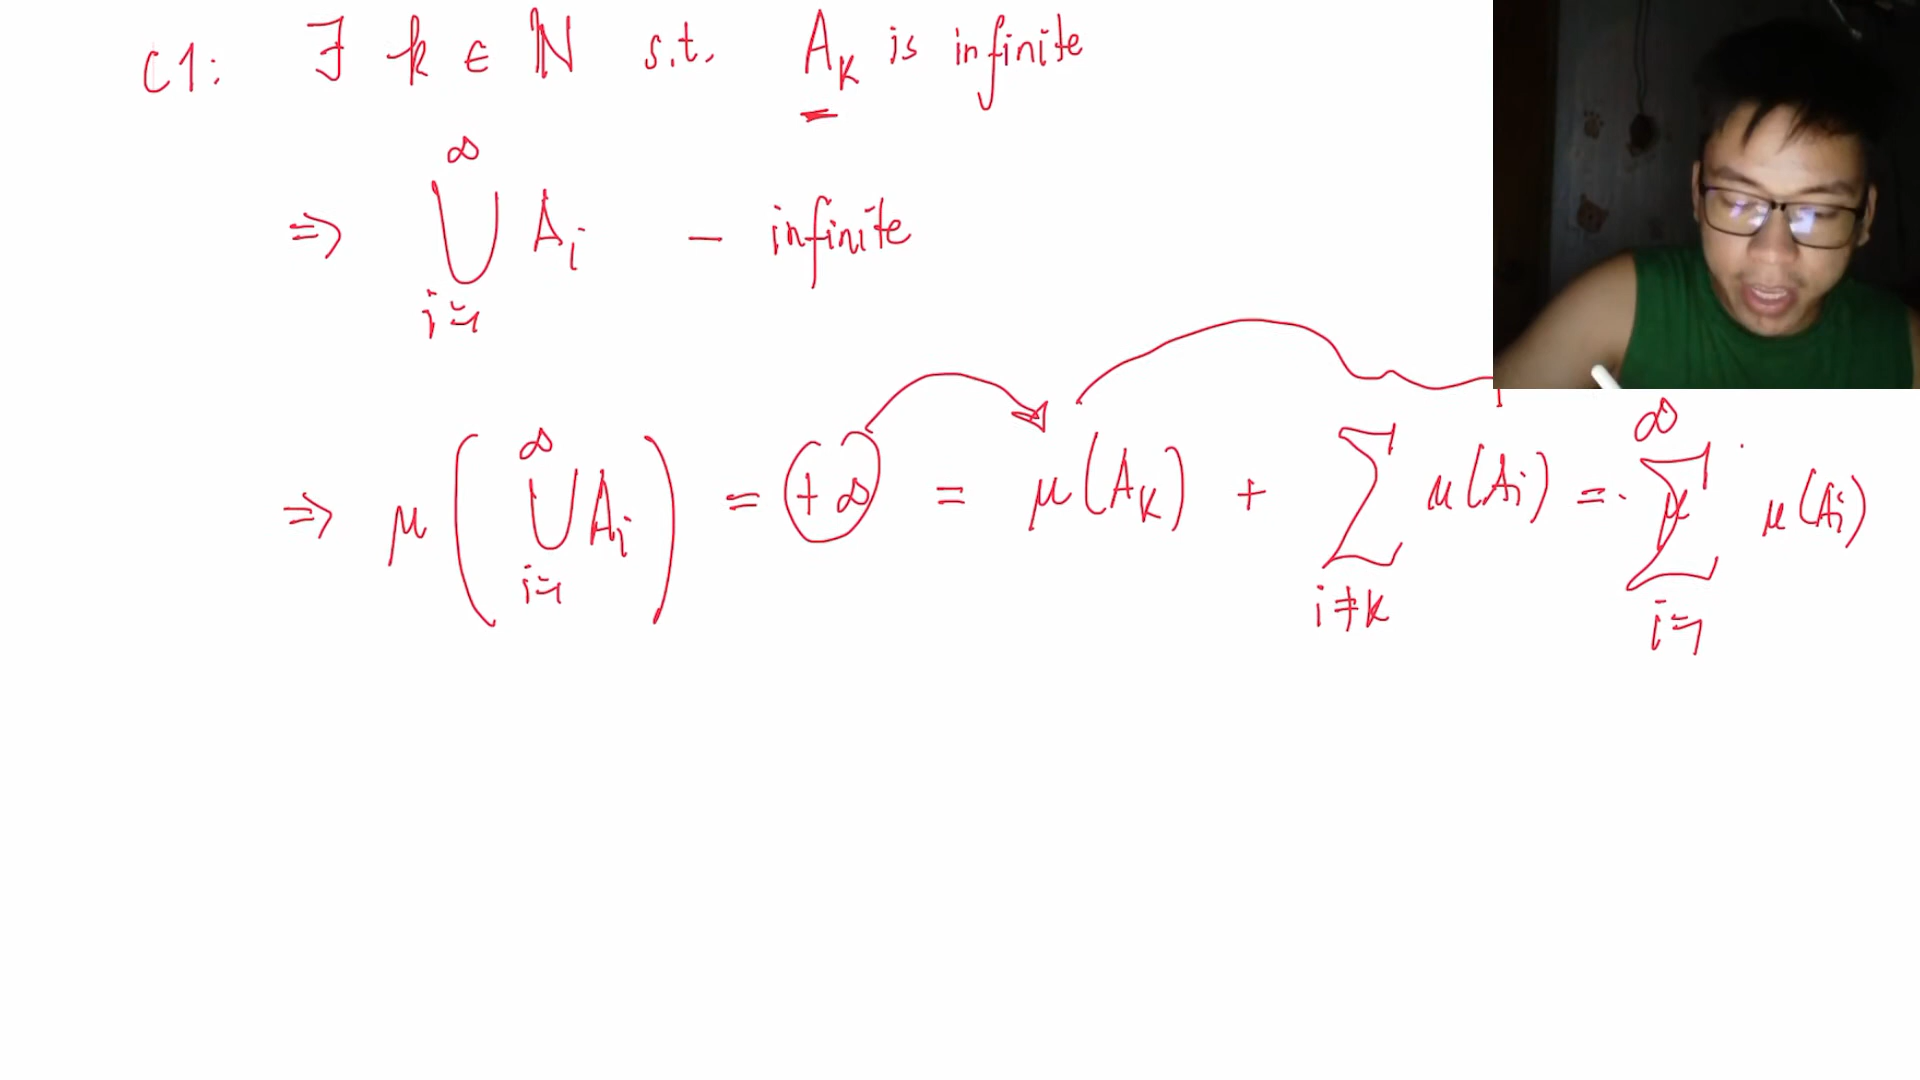 C1: ∃ k ∈ ℕ s.t. A_k is infinite
⇒ ⋃_{i=1}^{∞} A_i - infinite
⇒ μ(⋃_{i=1}^{∞} A_i) = +∞ = μ(A_k) + ∑_{i≠k} μ(A_i) = ∑_{i=1}^{∞} μ(A_i)